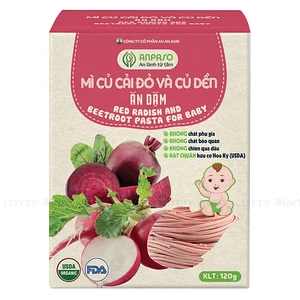 CÔNG TY CỔ PHẦN AN AN AGRI
ANPASO
An lành từ tâm
MÌ CỦ CẢI ĐỎ VÀ CỦ DỀN
ĂN DẶM
RED RADISH AND
BEETROOT PASTA FOR BABY
KHÔNG chất phụ gia
KHÔNG chất bảo quản
KHÔNG chiên qua dầu
ĐẠT CHUẨN hữu cơ Hoa Kỳ (USDA)
USDA
ORGANIC
FDA
KLT: 120g
LOTTE Mart